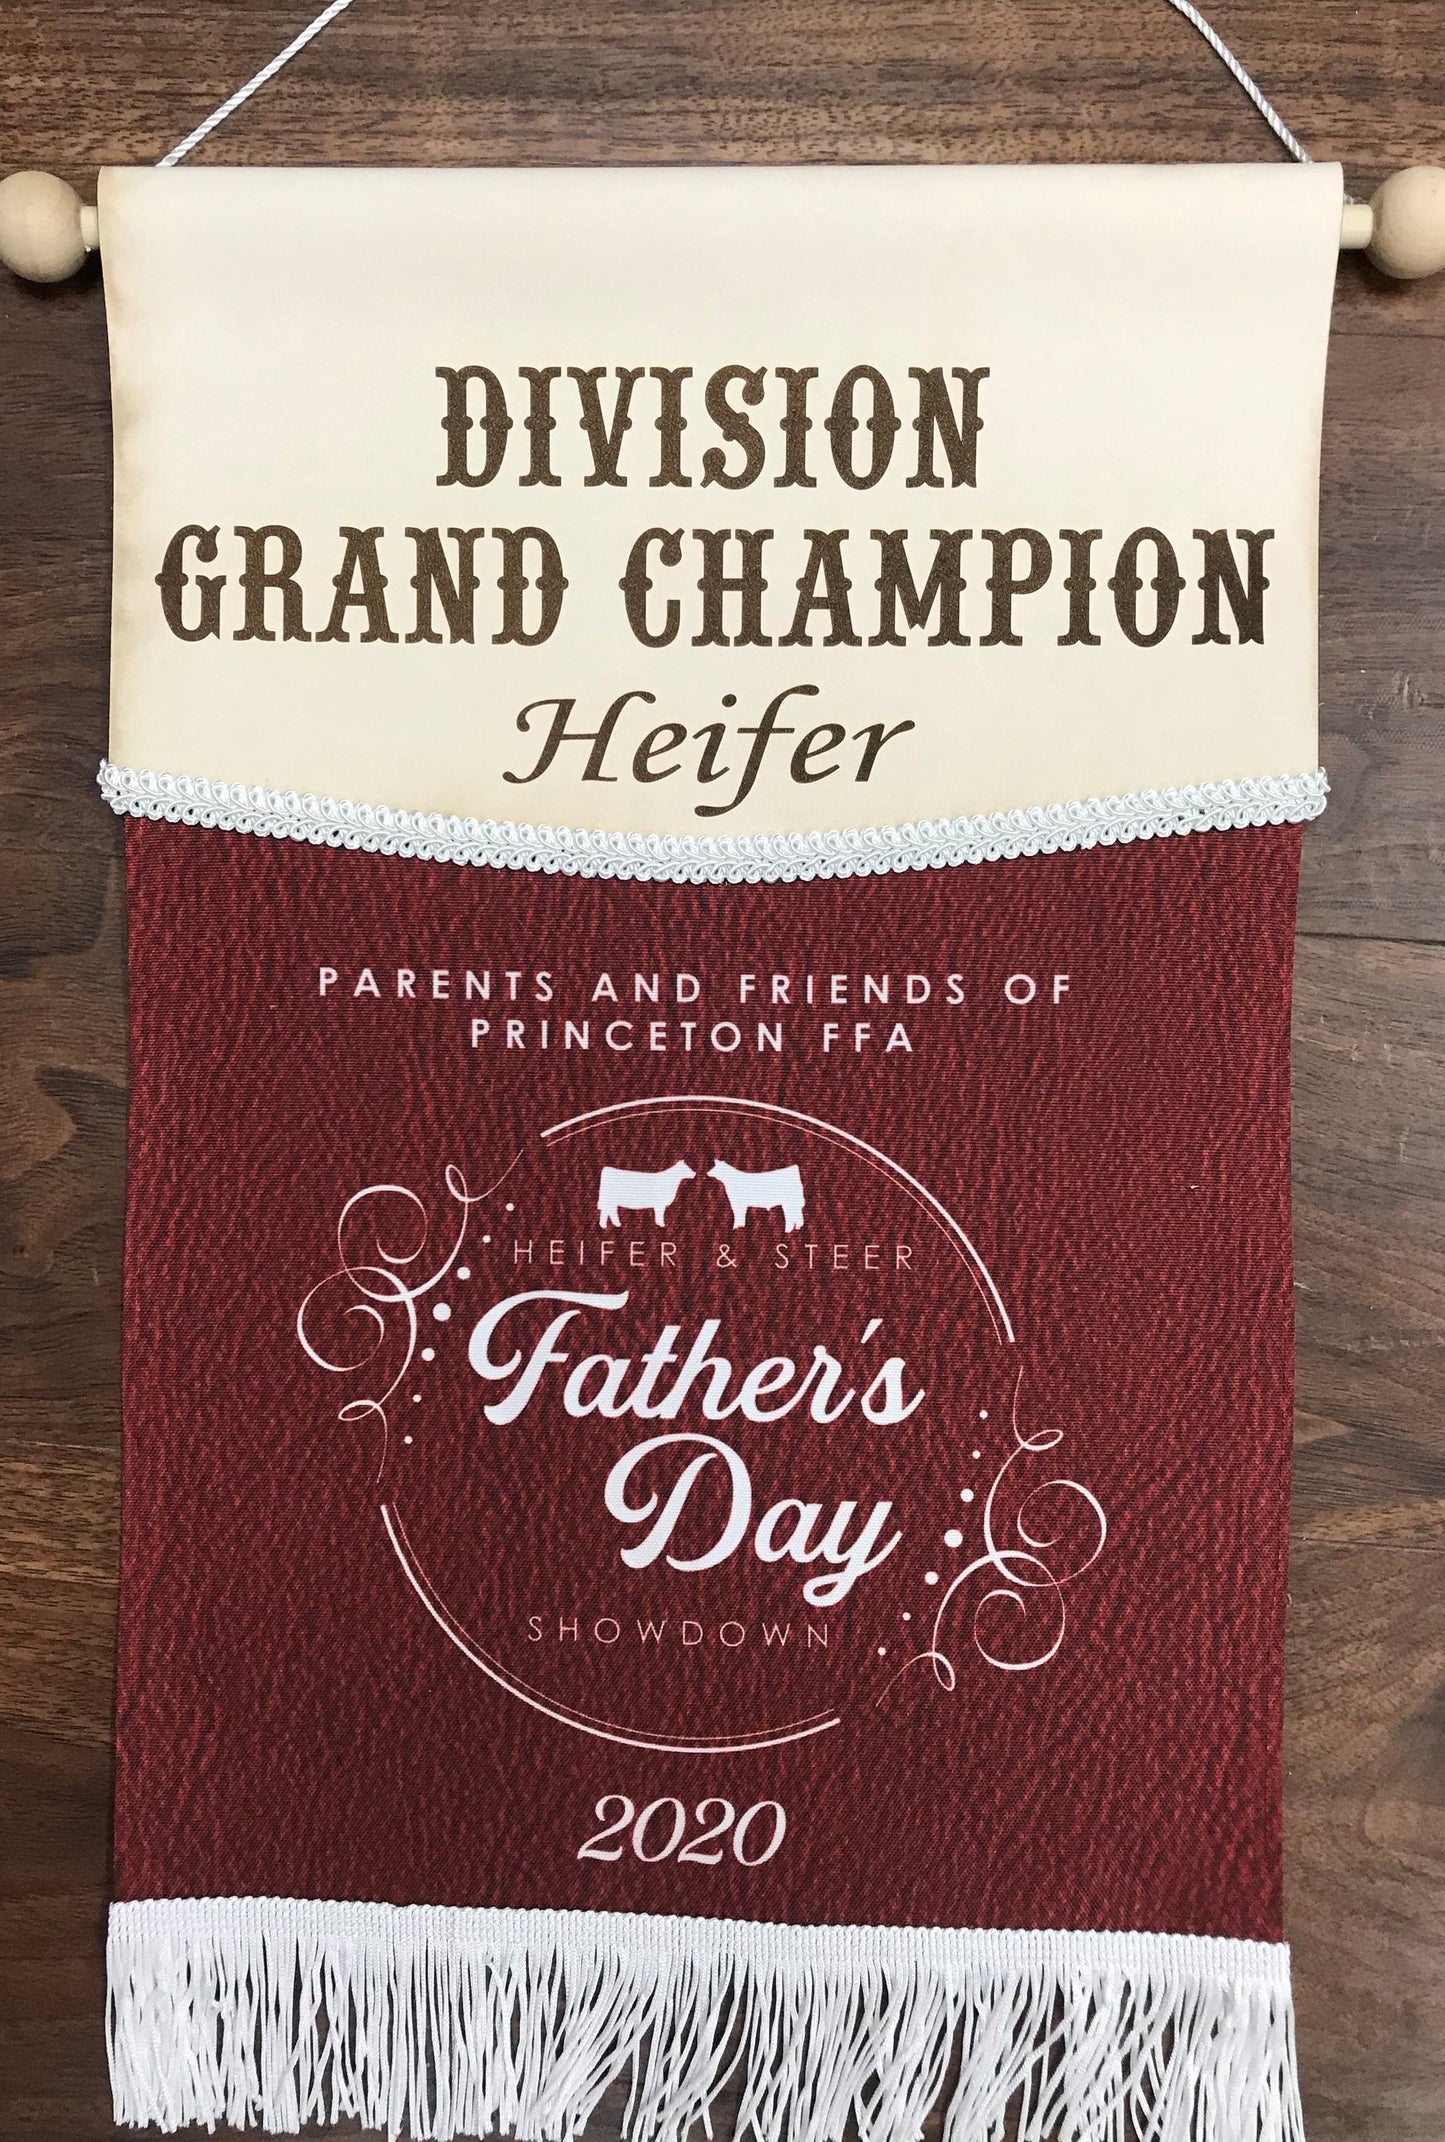 DIVISION
GRAND CHAMPION
Heifer
PARENTS AND FRIENDS OF
PRINCETON FFA
HEIFER & STEER
Father's
Day
SHOWDOWN
2020